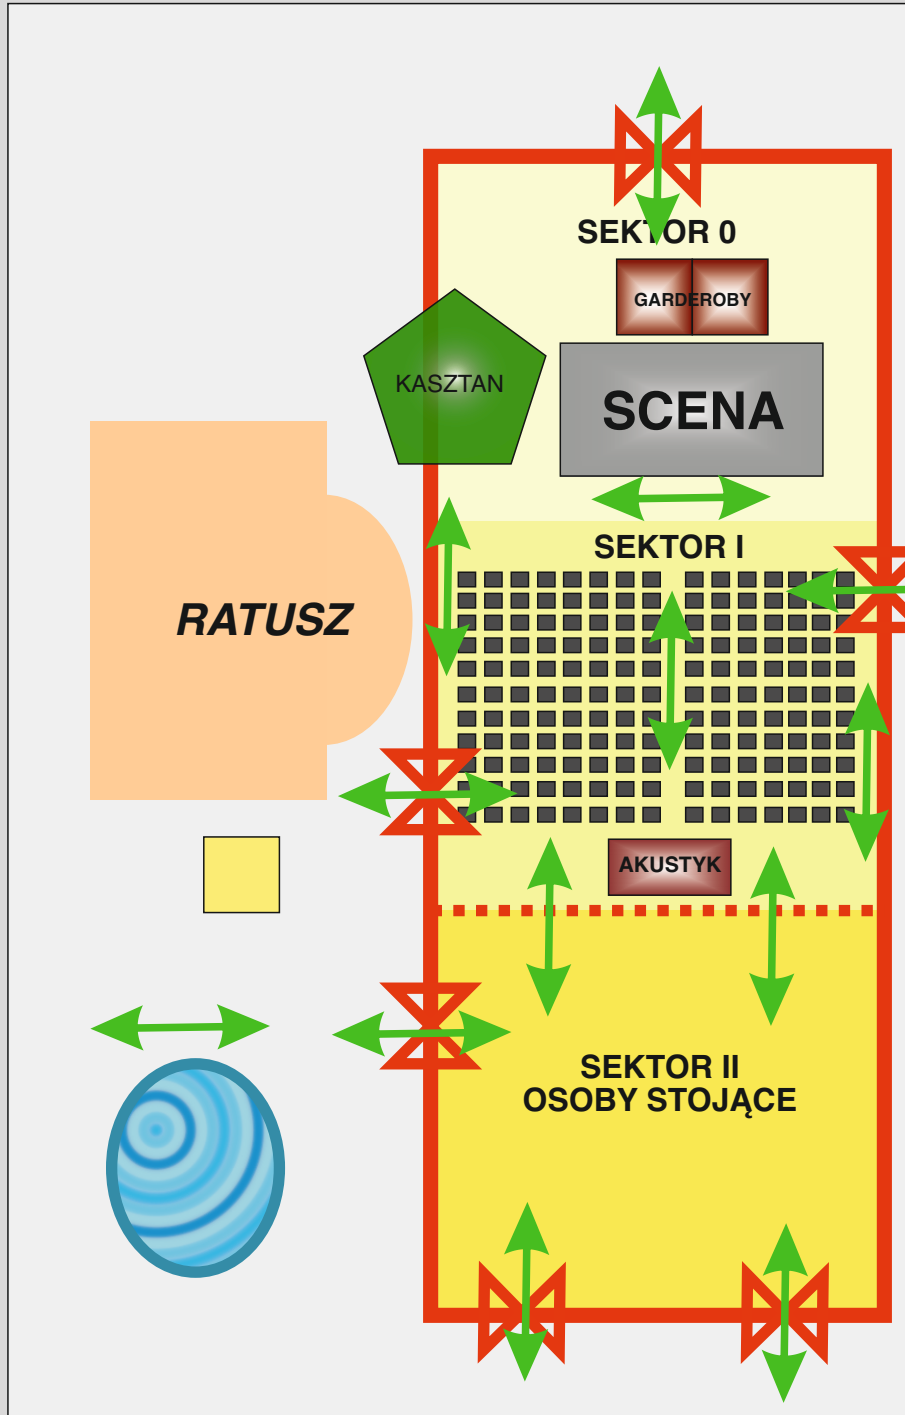 SEKTOR 0
GARDEROBY
KASZTAN
SCENA
SEKTOR I
RATUSZ
AKUSTYK
SEKTOR II
OSOBY STOJĄCE